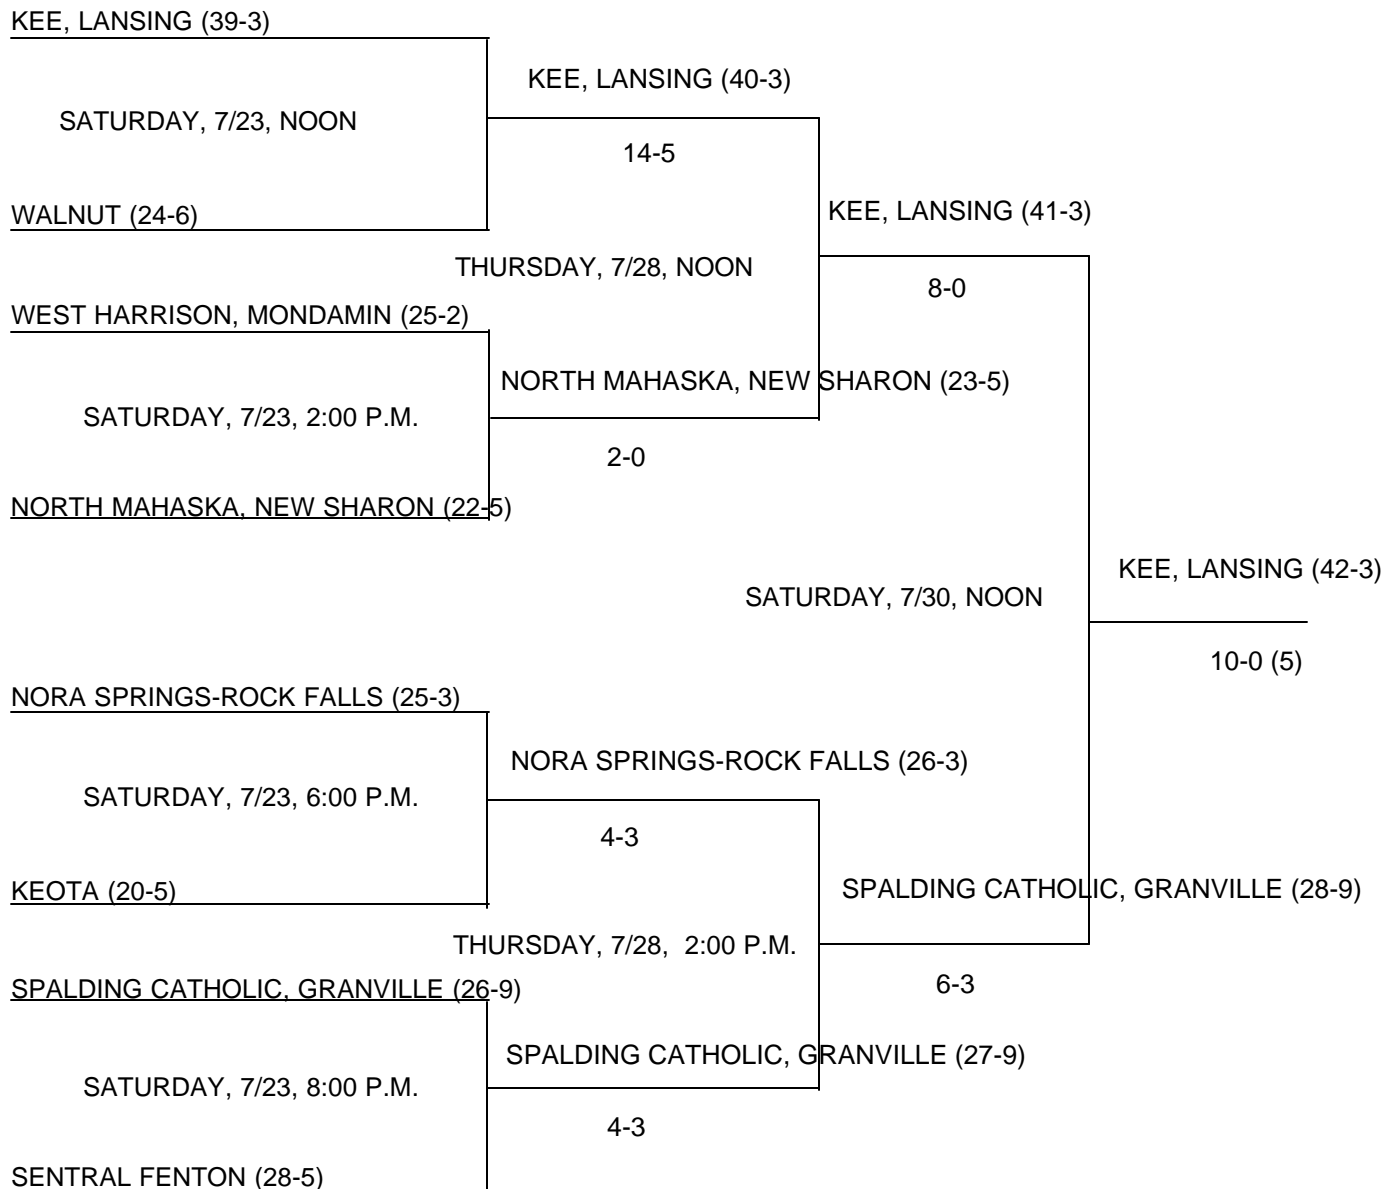 KEE, LANSING (39-3)
KEE, LANSING (40-3)
SATURDAY, 7/23, NOON
14-5
WALNUT (24-6)
KEE, LANSING (41-3)
THURSDAY, 7/28, NOON
8-0
WEST HARRISON, MONDAMIN (25-2)
NORTH MAHASKA, NEW SHARON (23-5)
SATURDAY, 7/23, 2:00 P.M.
2-0
NORTH MAHASKA, NEW SHARON (22-5)
KEE, LANSING (42-3)
SATURDAY, 7/30, NOON
10-0 (5)
NORA SPRINGS-ROCK FALLS (25-3)
NORA SPRINGS-ROCK FALLS (26-3)
SATURDAY, 7/23, 6:00 P.M.
4-3
KEOTA (20-5)
SPALDING CATHOLIC, GRANVILLE (28-9)
THURSDAY, 7/28,  2:00 P.M.
6-3
SPALDING CATHOLIC, GRANVILLE (26-9)
SPALDING CATHOLIC, GRANVILLE (27-9)
SATURDAY, 7/23, 8:00 P.M.
4-3
SENTRAL FENTON (28-5)